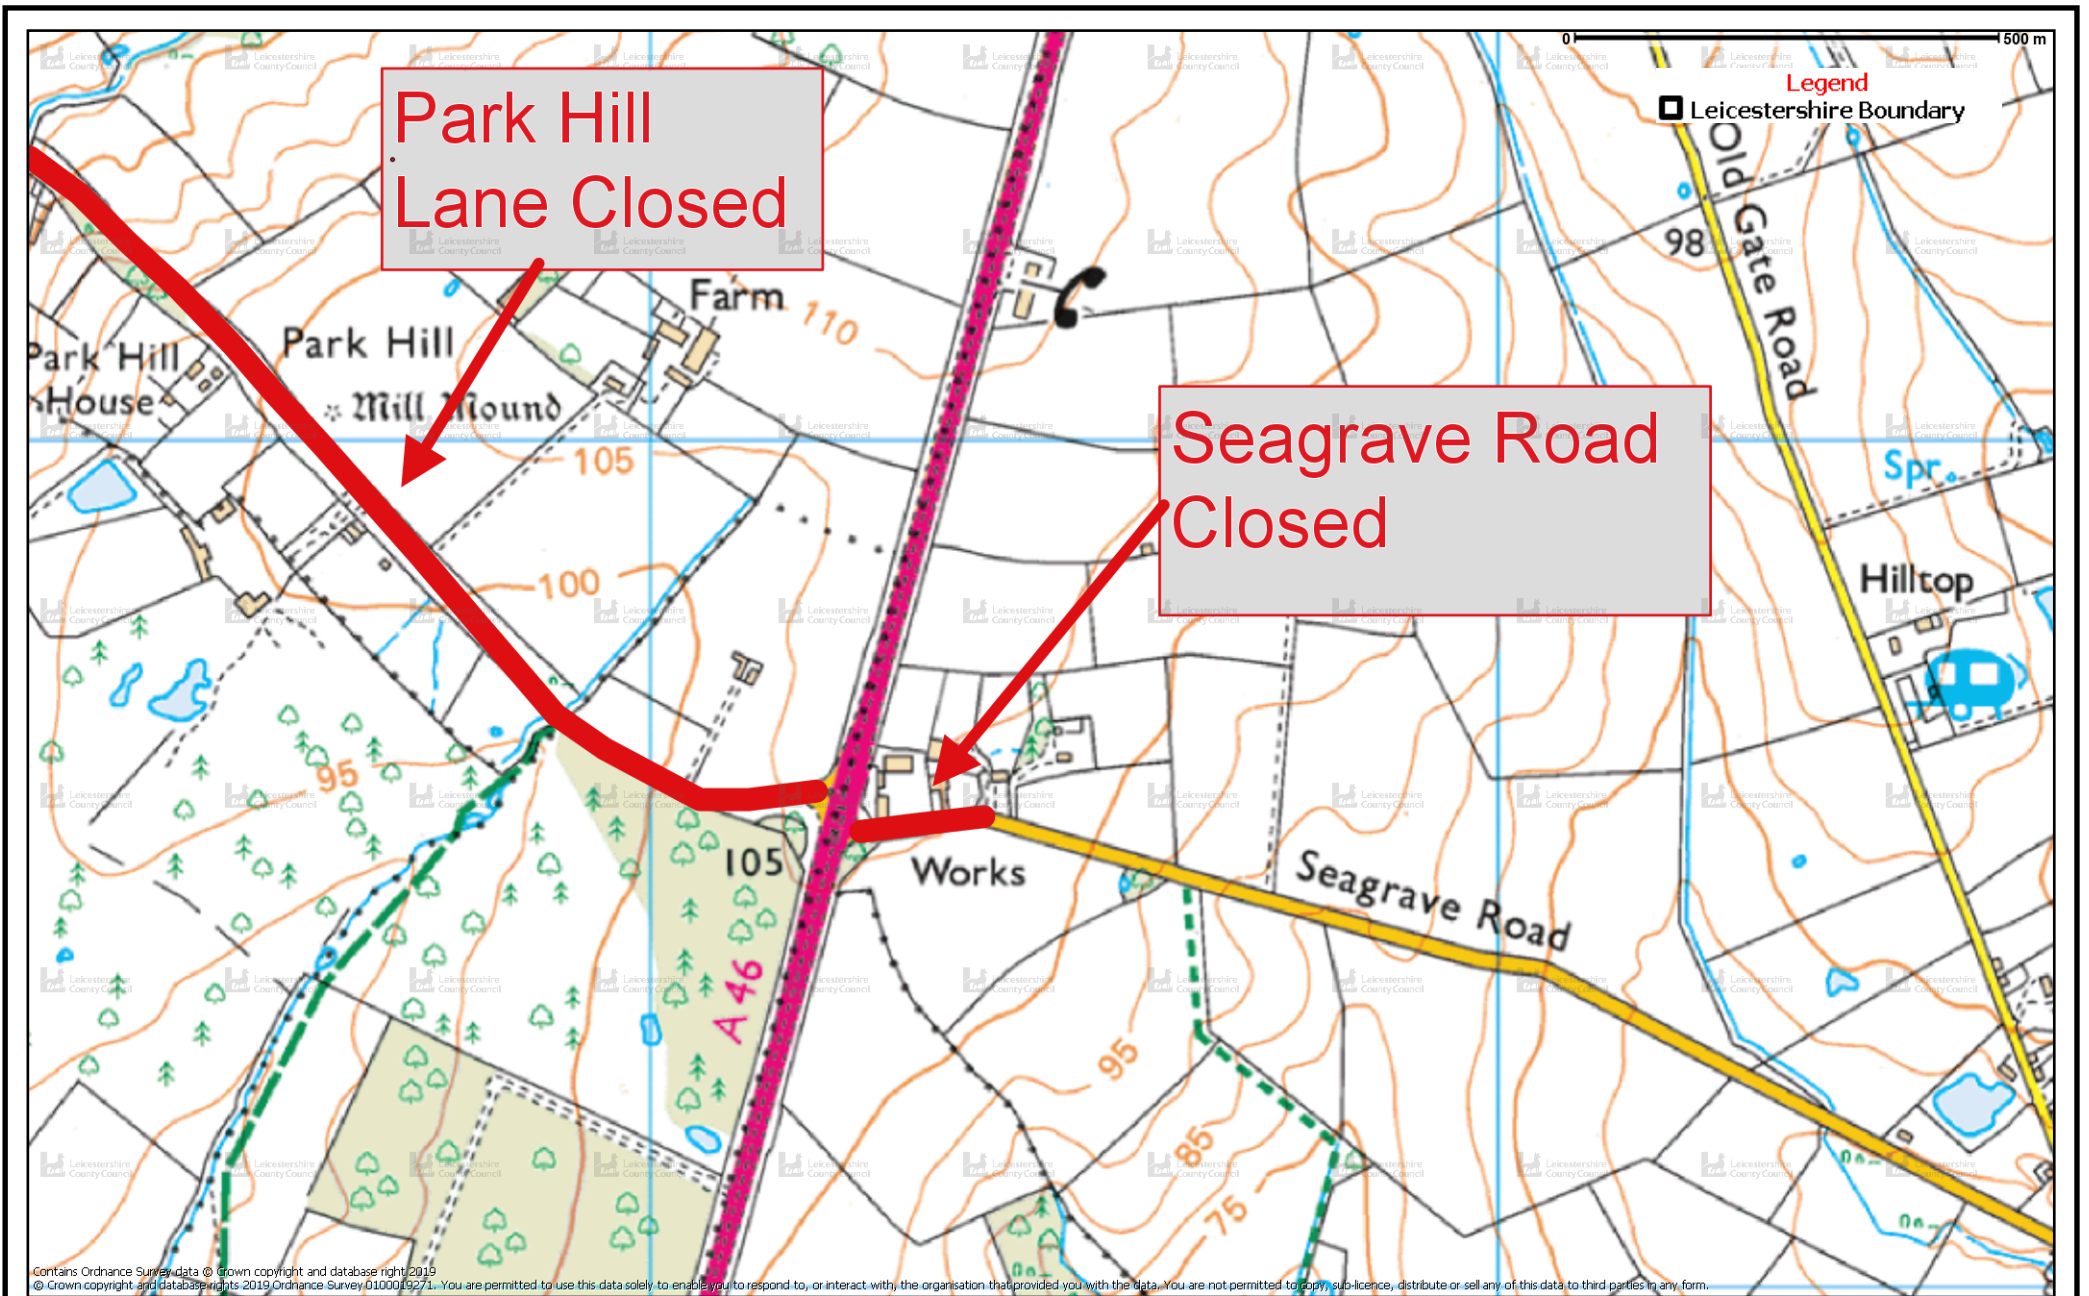 0 500 m
Legend
Leicestershire Boundary
Park Hill
Lane Closed
Old Gate Road
98
Farm
110
Park Hill
Park Hill
House
Mill Mound
Seagrave Road
Closed
105
Spr
100
Hilltop
95
105
Works
Seagrave Road
A 46
95
85
75
Leicestershire
County Council
Contains Ordnance Survey data © Crown copyright and database right 2019
© Crown copyright and database rights 2019 Ordnance Survey 0100019271. You are permitted to use this data solely to enable you to respond to, or interact with, the organisation that provided you with the data. You are not permitted to copy, sub-licence, distribute or sell any of this data to third parties in any form.